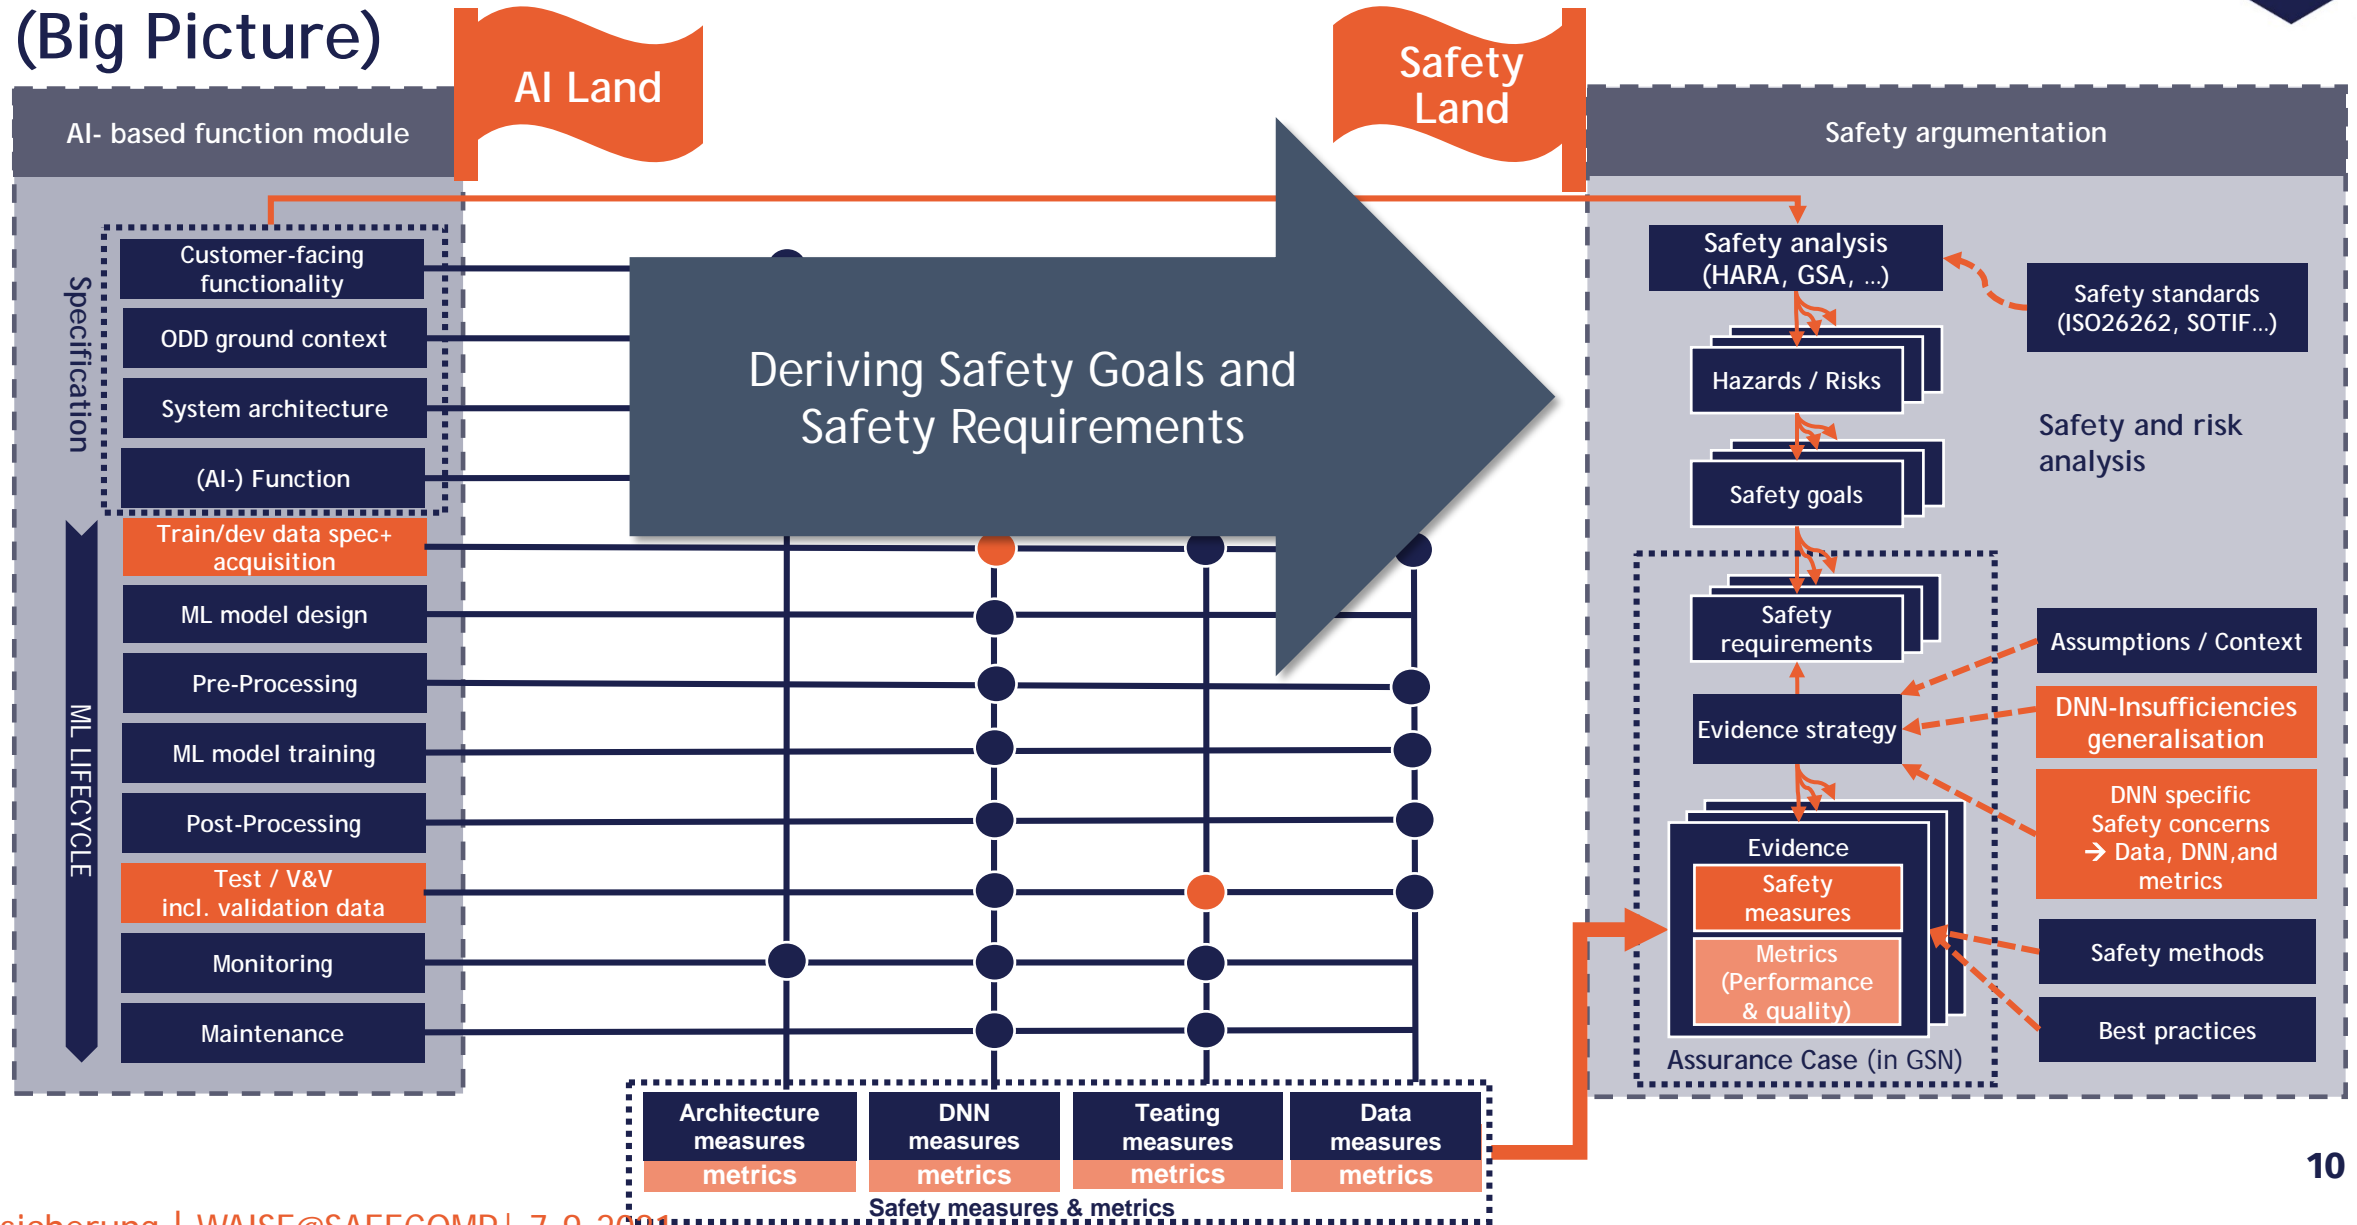 (Big Picture)
AI Land
Safety
Land
AI- based function module
Safety argumentation
Specification
Customer-facing
functionality
ODD ground context
System architecture
(AI-) Function
ML LIFECYCLE
Train/dev data spec+
acquisition
ML model design
Pre-Processing
ML model training
Post-Processing
Test / V&V
incl. validation data
Monitoring
Maintenance
Deriving Safety Goals and
Safety Requirements
Architecture
measures
metrics
DNN
measures
metrics
Teating
measures
metrics
Data
measures
metrics
Safety measures & metrics
Safety analysis
(HARA, GSA, ...)
Safety standards
(ISO26262, SOTIF...)
Hazards / Risks
Safety and risk
analysis
Safety goals
Safety
requirements
Assumptions / Context
Evidence strategy
DNN-Insufficiencies
generalisation
DNN specific
Safety concerns
→ Data, DNN,and
metrics
Evidence
Safety
measures
Metrics
(Performance
& quality)
Safety methods
Best practices
Assurance Case (in GSN)
10
| WAISE@SAFECOMP|